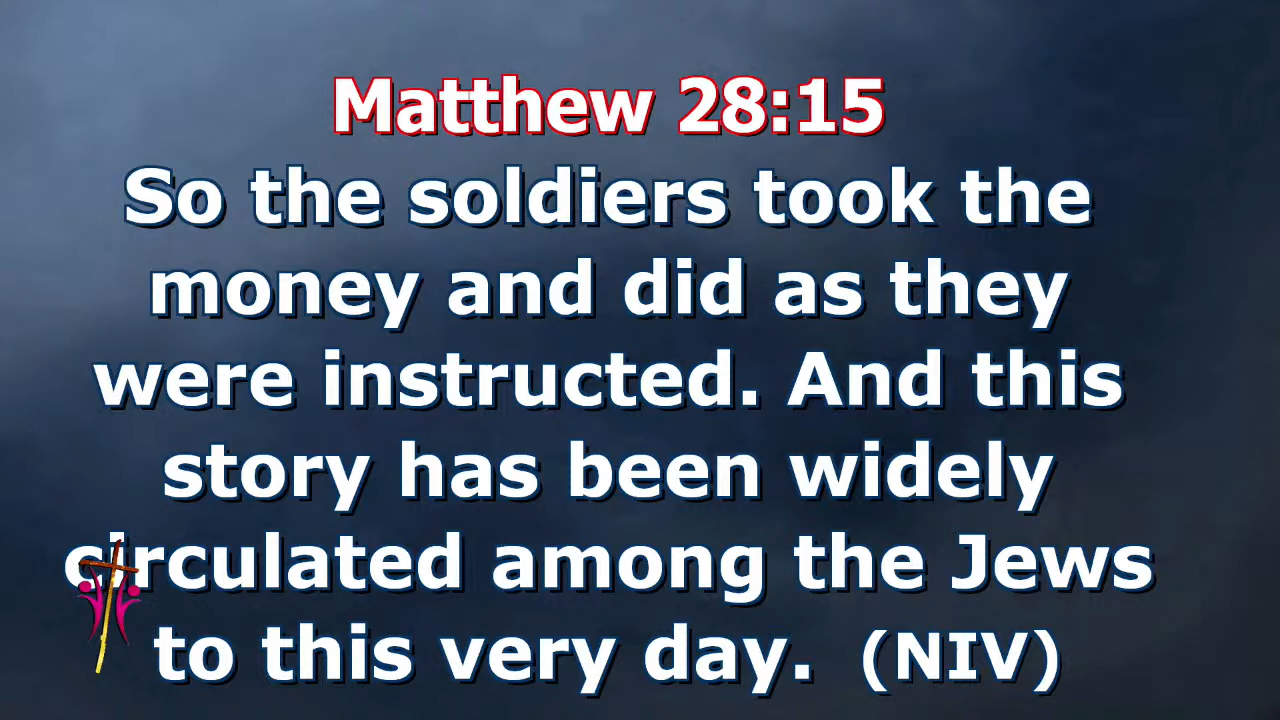 Matthew 28:15
So the soldiers took the
money and did as they
were instructed. And this
story has been widely
circulated among the Jews
to this very day. (NIV)